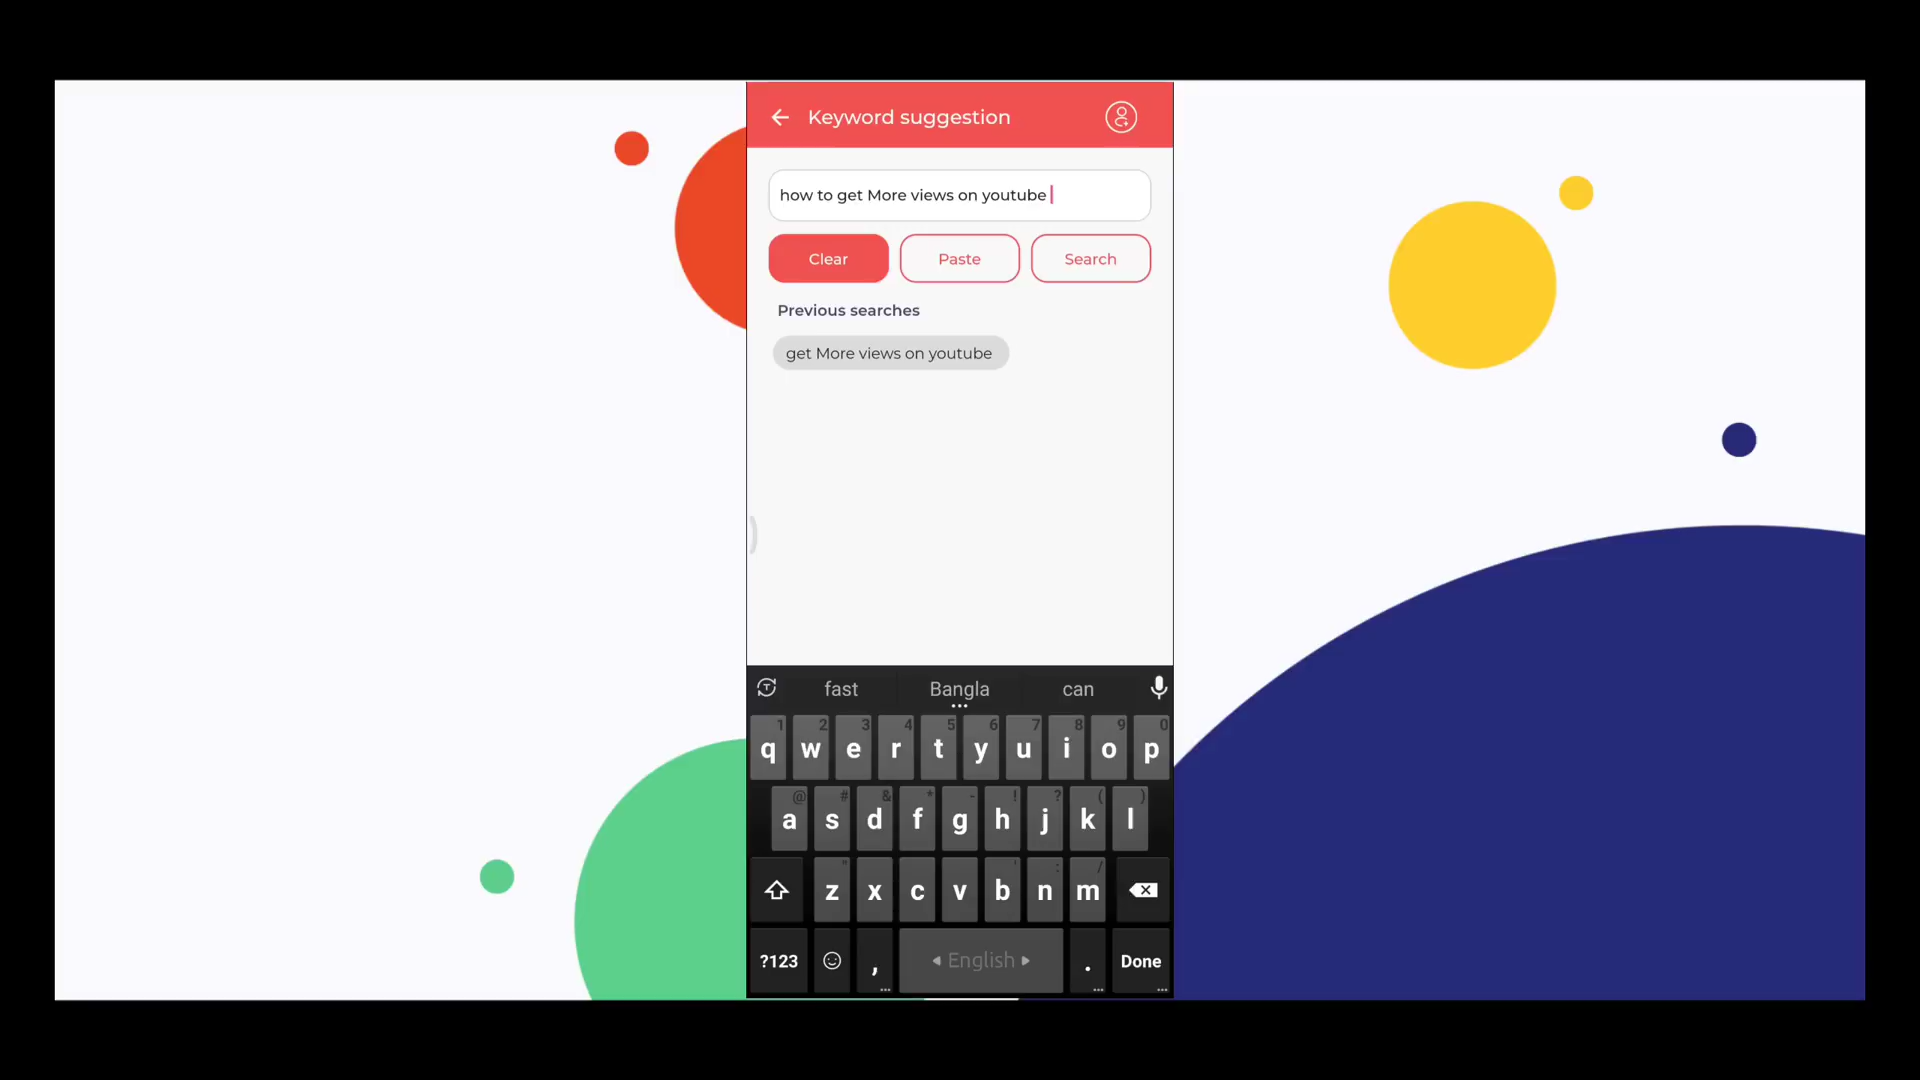 Keyword suggestion
how to get More views on youtube
Clear Paste Search
Previous searches
get More views on youtube
fast Bangla can
1 2 3 4 5 6 7 8 9 0
q w e r t y u i o p
@ # & * - ! ? ( )
a s d f g h j k l
" ' : /
z x c v b n m
?123 , English . Done